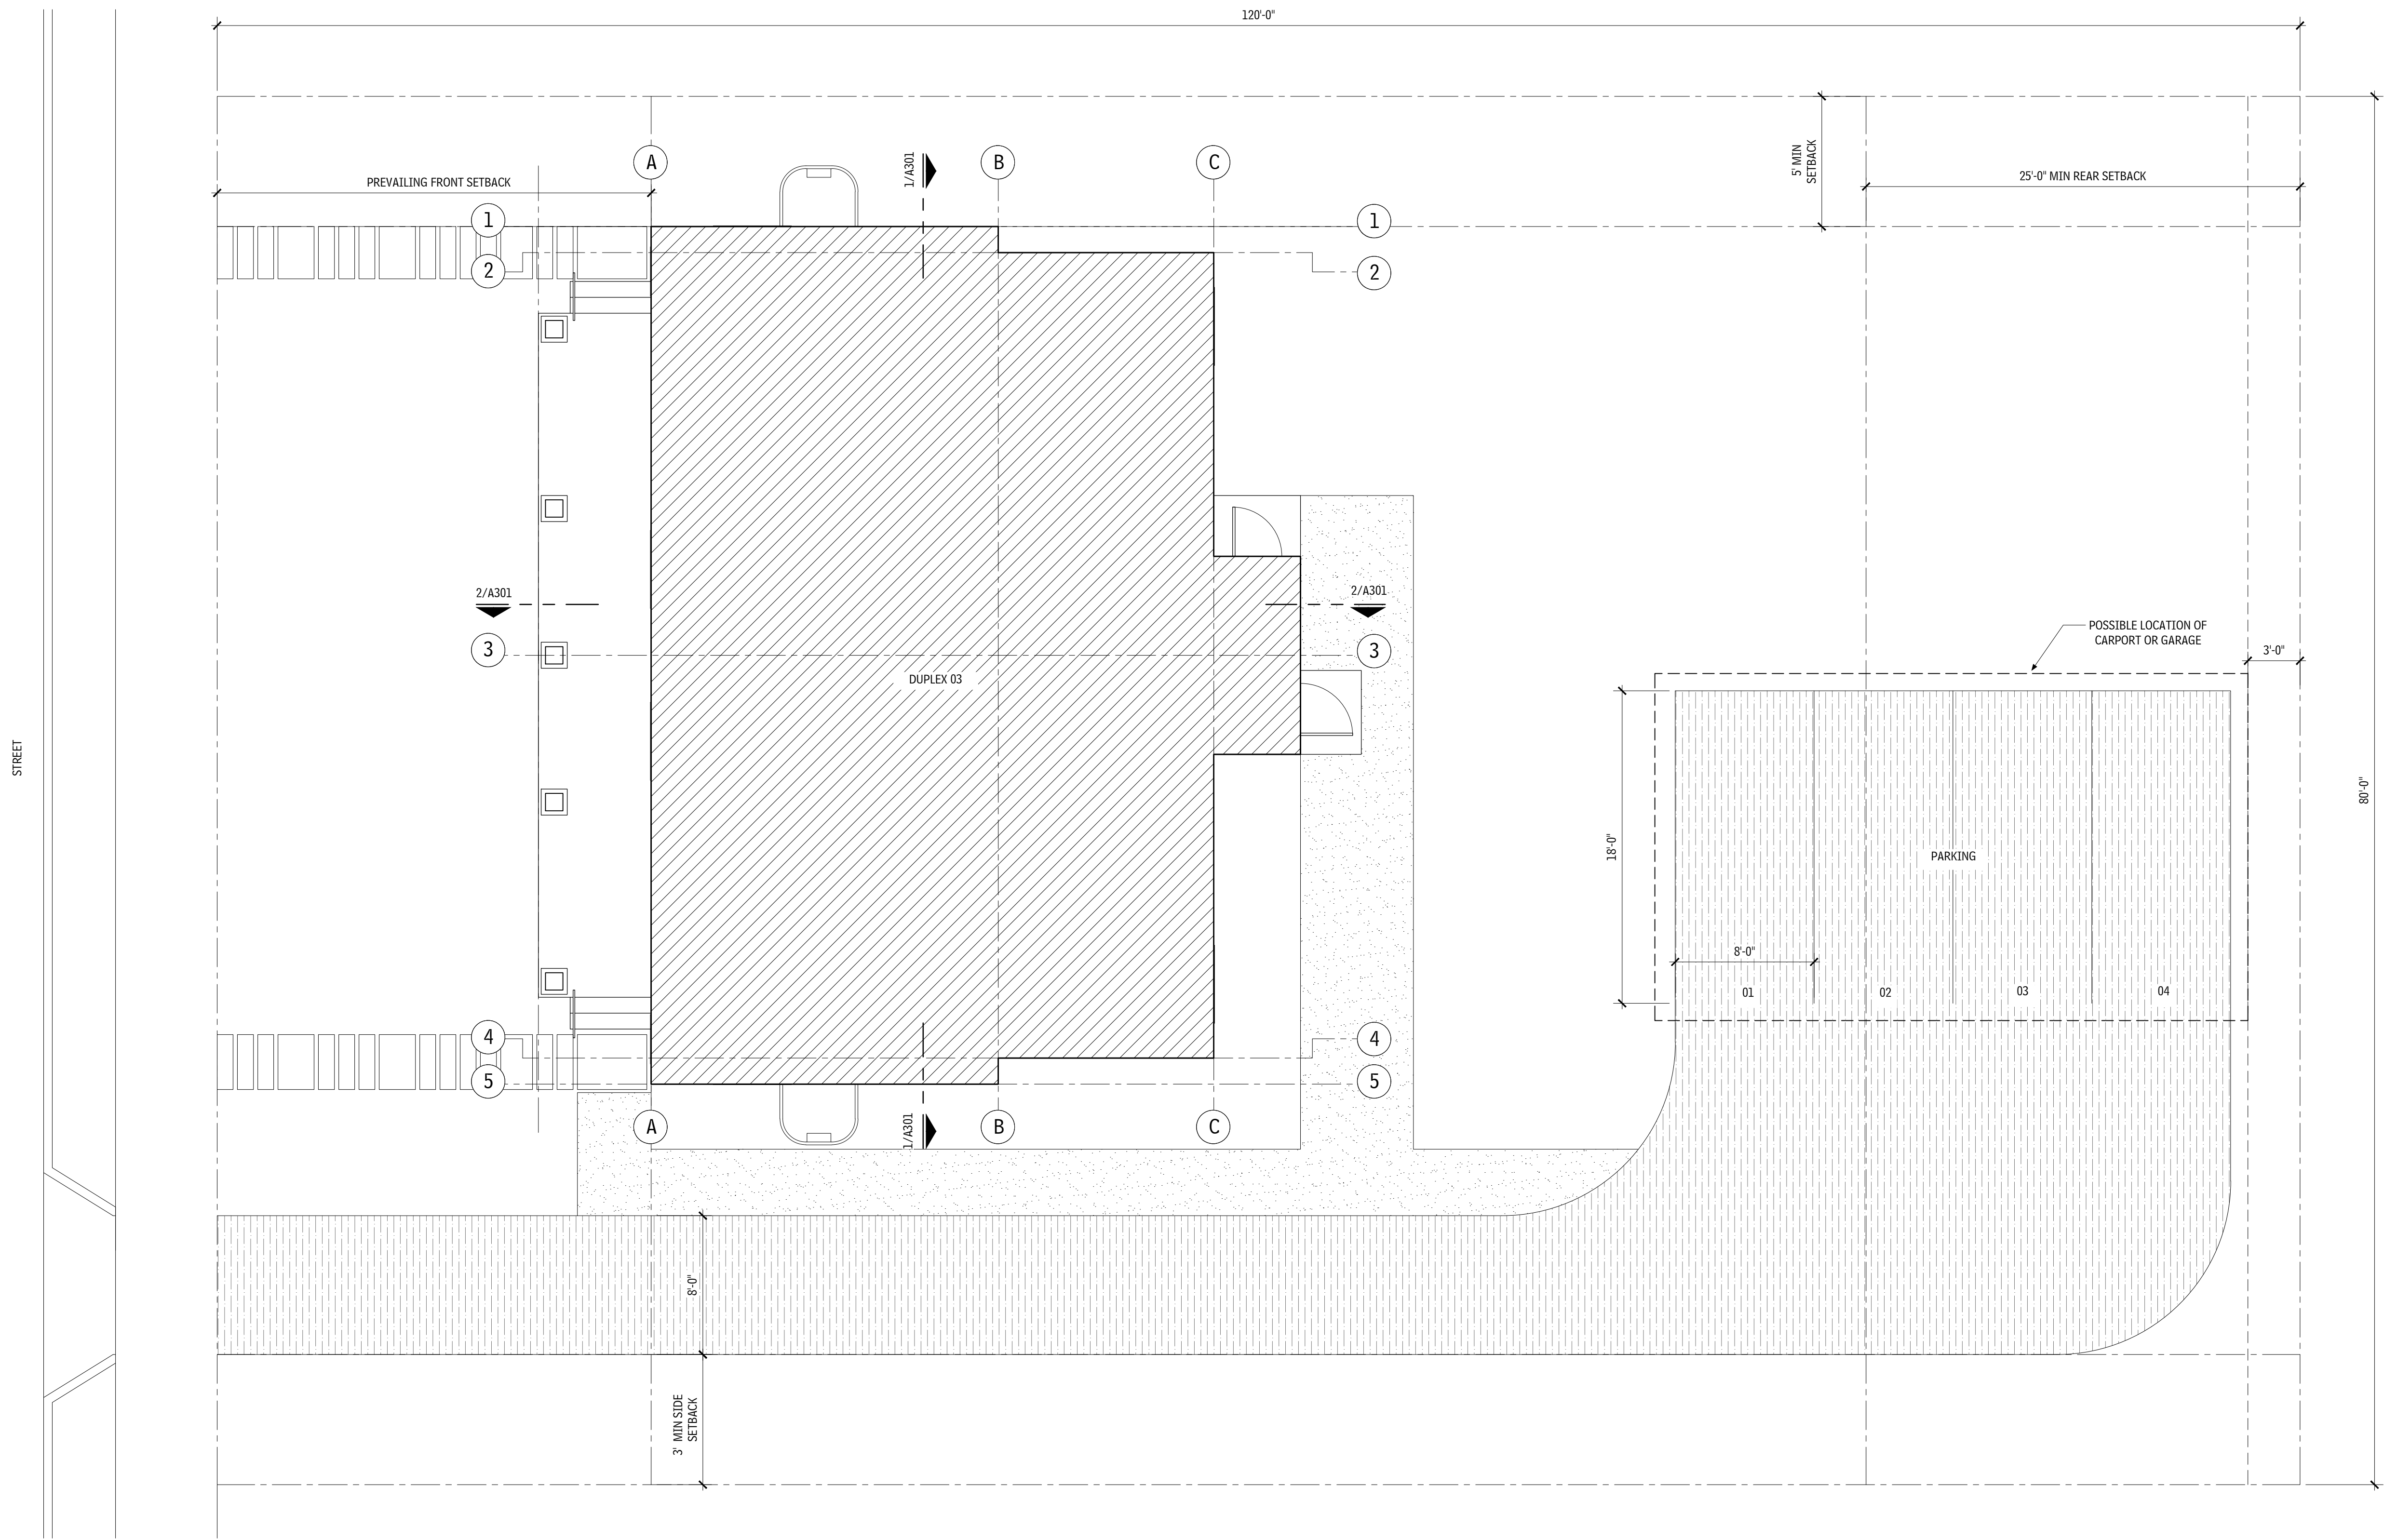 120'-0"
A
1/A301
B
C
5' MIN
SETBACK
25'-0" MIN REAR SETBACK
PREVAILING FRONT SETBACK
1
1
2
2
2/A301
2/A301
3
3
DUPLEX 03
POSSIBLE LOCATION OF
CARPORT OR GARAGE
3'-0"
STREET
80'-0"
18'-0"
PARKING
8'-0"
01
02
03
04
4
4
5
5
A
1/A301
B
C
8'-0"
3' MIN SIDE
SETBACK